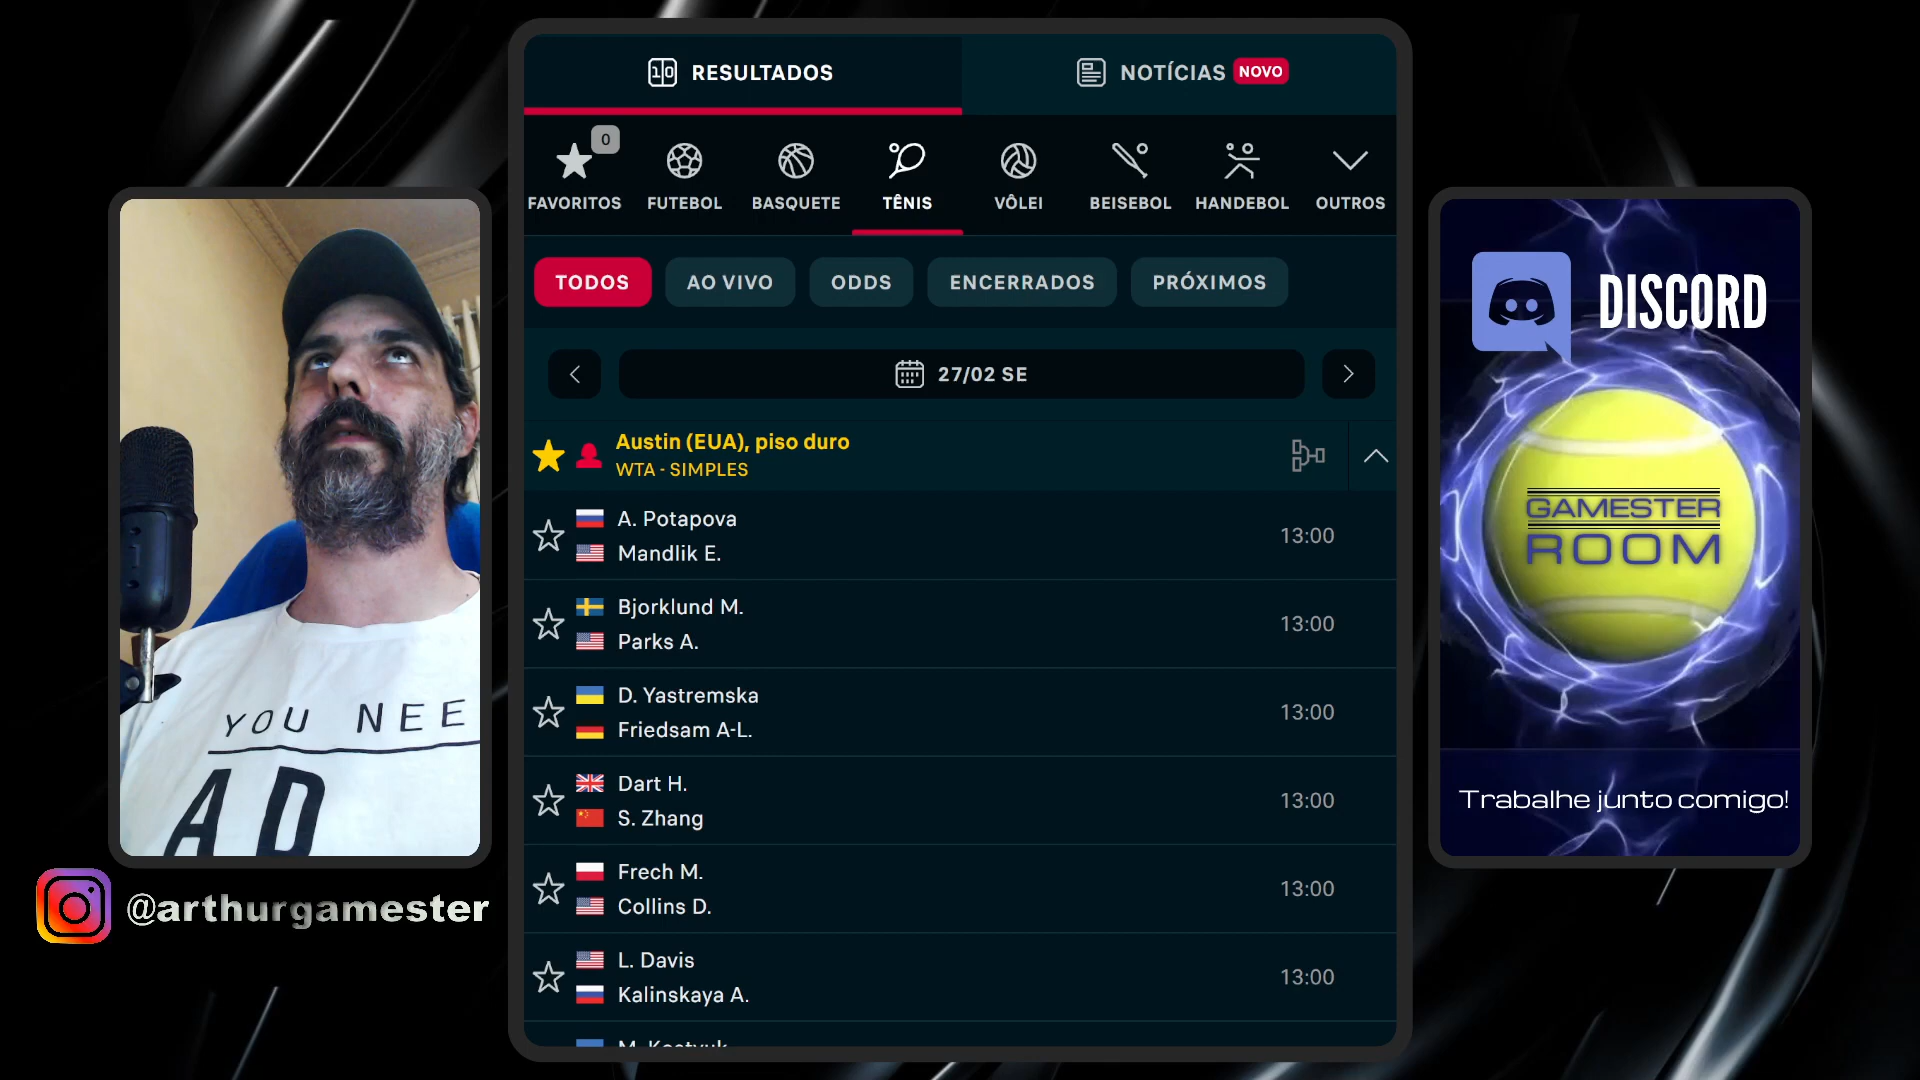 RESULTADOS
NOTÍCIAS NOVO
0
FAVORITOS
FUTEBOL
BASQUETE
TÊNIS
VÔLEI
BEISEBOL
HANDEBOL
OUTROS
TODOS
AO VIVO
ODDS
ENCERRADOS
PRÓXIMOS
27/02 SE
Austin (EUA), piso duro
WTA - SIMPLES
A. Potapova
Mandlik E.
13:00
Bjorklund M.
Parks A.
13:00
D. Yastremska
Friedsam A-L.
13:00
Dart H.
S. Zhang
13:00
Frech M.
Collins D.
13:00
L. Davis
Kalinskaya A.
13:00
M. Kostyuk
YOU NEE
AD
@arthurgamester
DISCORD
GAMESTER
ROOM
Trabalhe junto comigo!